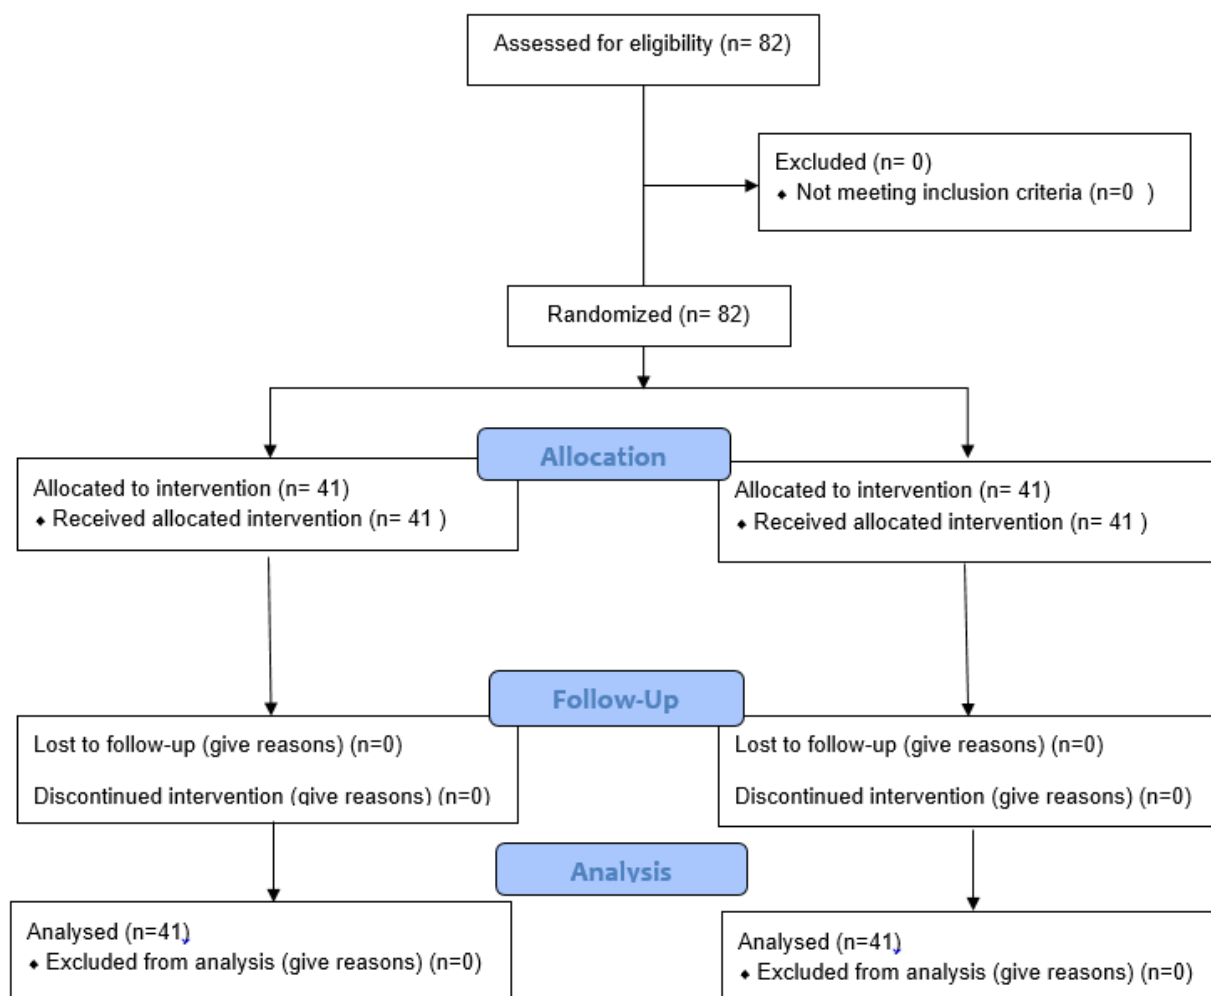 Assessed for eligibility (n= 82)
Excluded (n= 0)
⬥ Not meeting inclusion criteria (n=0  )
Randomized (n= 82)
Allocation
Allocated to intervention (n= 41)
⬥ Received allocated intervention (n= 41 )
Allocated to intervention (n= 41)
⬥ Received allocated intervention (n= 41 )
Follow-Up
Lost to follow-up (give reasons) (n=0)
Discontinued intervention (give reasons) (n=0)
Lost to follow-up (give reasons) (n=0)
Discontinued intervention (give reasons) (n=0)
Analysis
Analysed (n=41)
⬥ Excluded from analysis (give reasons) (n=0)
Analysed (n=41)
⬥ Excluded from analysis (give reasons) (n=0)